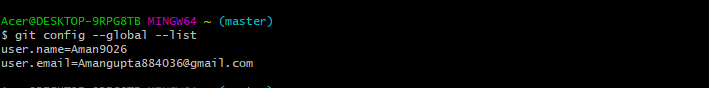 Acer@DESKTOP-9RPG8TB MINGW64 ~ (master)
$ git config --global --list
user.name=Aman9026
user.email=Amangupta884036@gmail.com